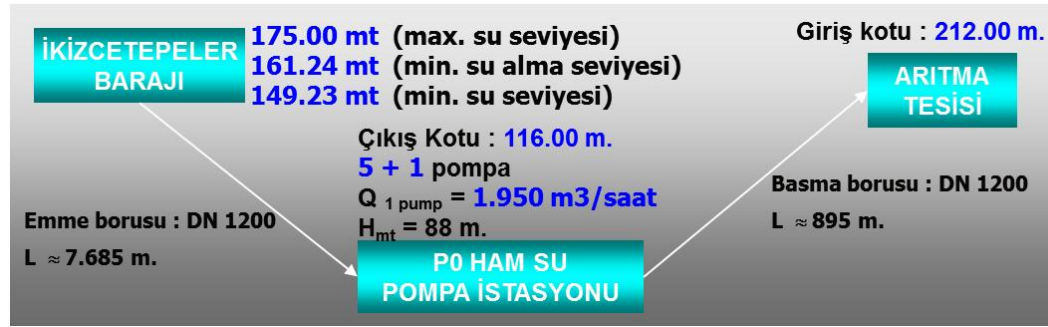 İKİZCETEPELER
BARAJI
175.00 mt (max. su seviyesi)
161.24 mt (min. su alma seviyesi)
149.23 mt (min. su seviyesi)
Giriş kotu : 212.00 m.
ARITMA
TESİSİ
Çıkış Kotu : 116.00 m.
5 + 1 pompa
Q 1 pump = 1.950 m3/saat
Hmt = 88 m.
Emme borusu : DN 1200
L ≈ 7.685 m.
Basma borusu : DN 1200
L ≈ 895 m.
P0 HAM SU
POMPA İSTASYONU